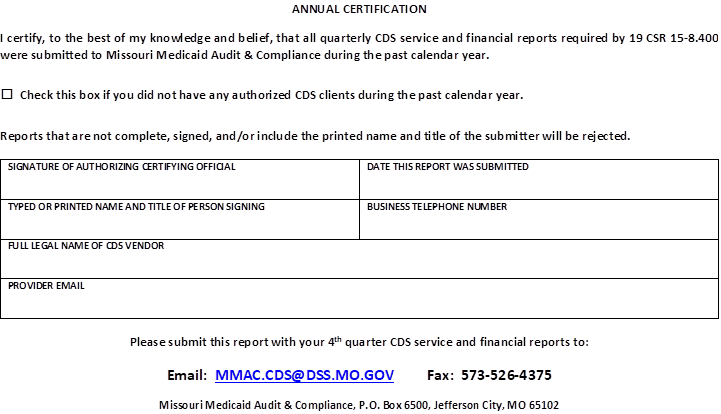 ANNUAL CERTIFICATION
I certify, to the best of my knowledge and belief, that all quarterly CDS service and financial reports required by 19 CSR 15-8.400
were submitted to Missouri Medicaid Audit & Compliance during the past calendar year.
☐ Check this box if you did not have any authorized CDS clients during the past calendar year.
Reports that are not complete, signed, and/or include the printed name and title of the submitter will be rejected.
SIGNATURE OF AUTHORIZING CERTIFYING OFFICIAL
DATE THIS REPORT WAS SUBMITTED
TYPED OR PRINTED NAME AND TITLE OF PERSON SIGNING
BUSINESS TELEPHONE NUMBER
FULL LEGAL NAME OF CDS VENDOR
PROVIDER EMAIL
Please submit this report with your 4th quarter CDS service and financial reports to:
Email: MMAC.CDS@DSS.MO.GOV Fax: 573-526-4375
Missouri Medicaid Audit & Compliance, P.O. Box 6500, Jefferson City, MO 65102